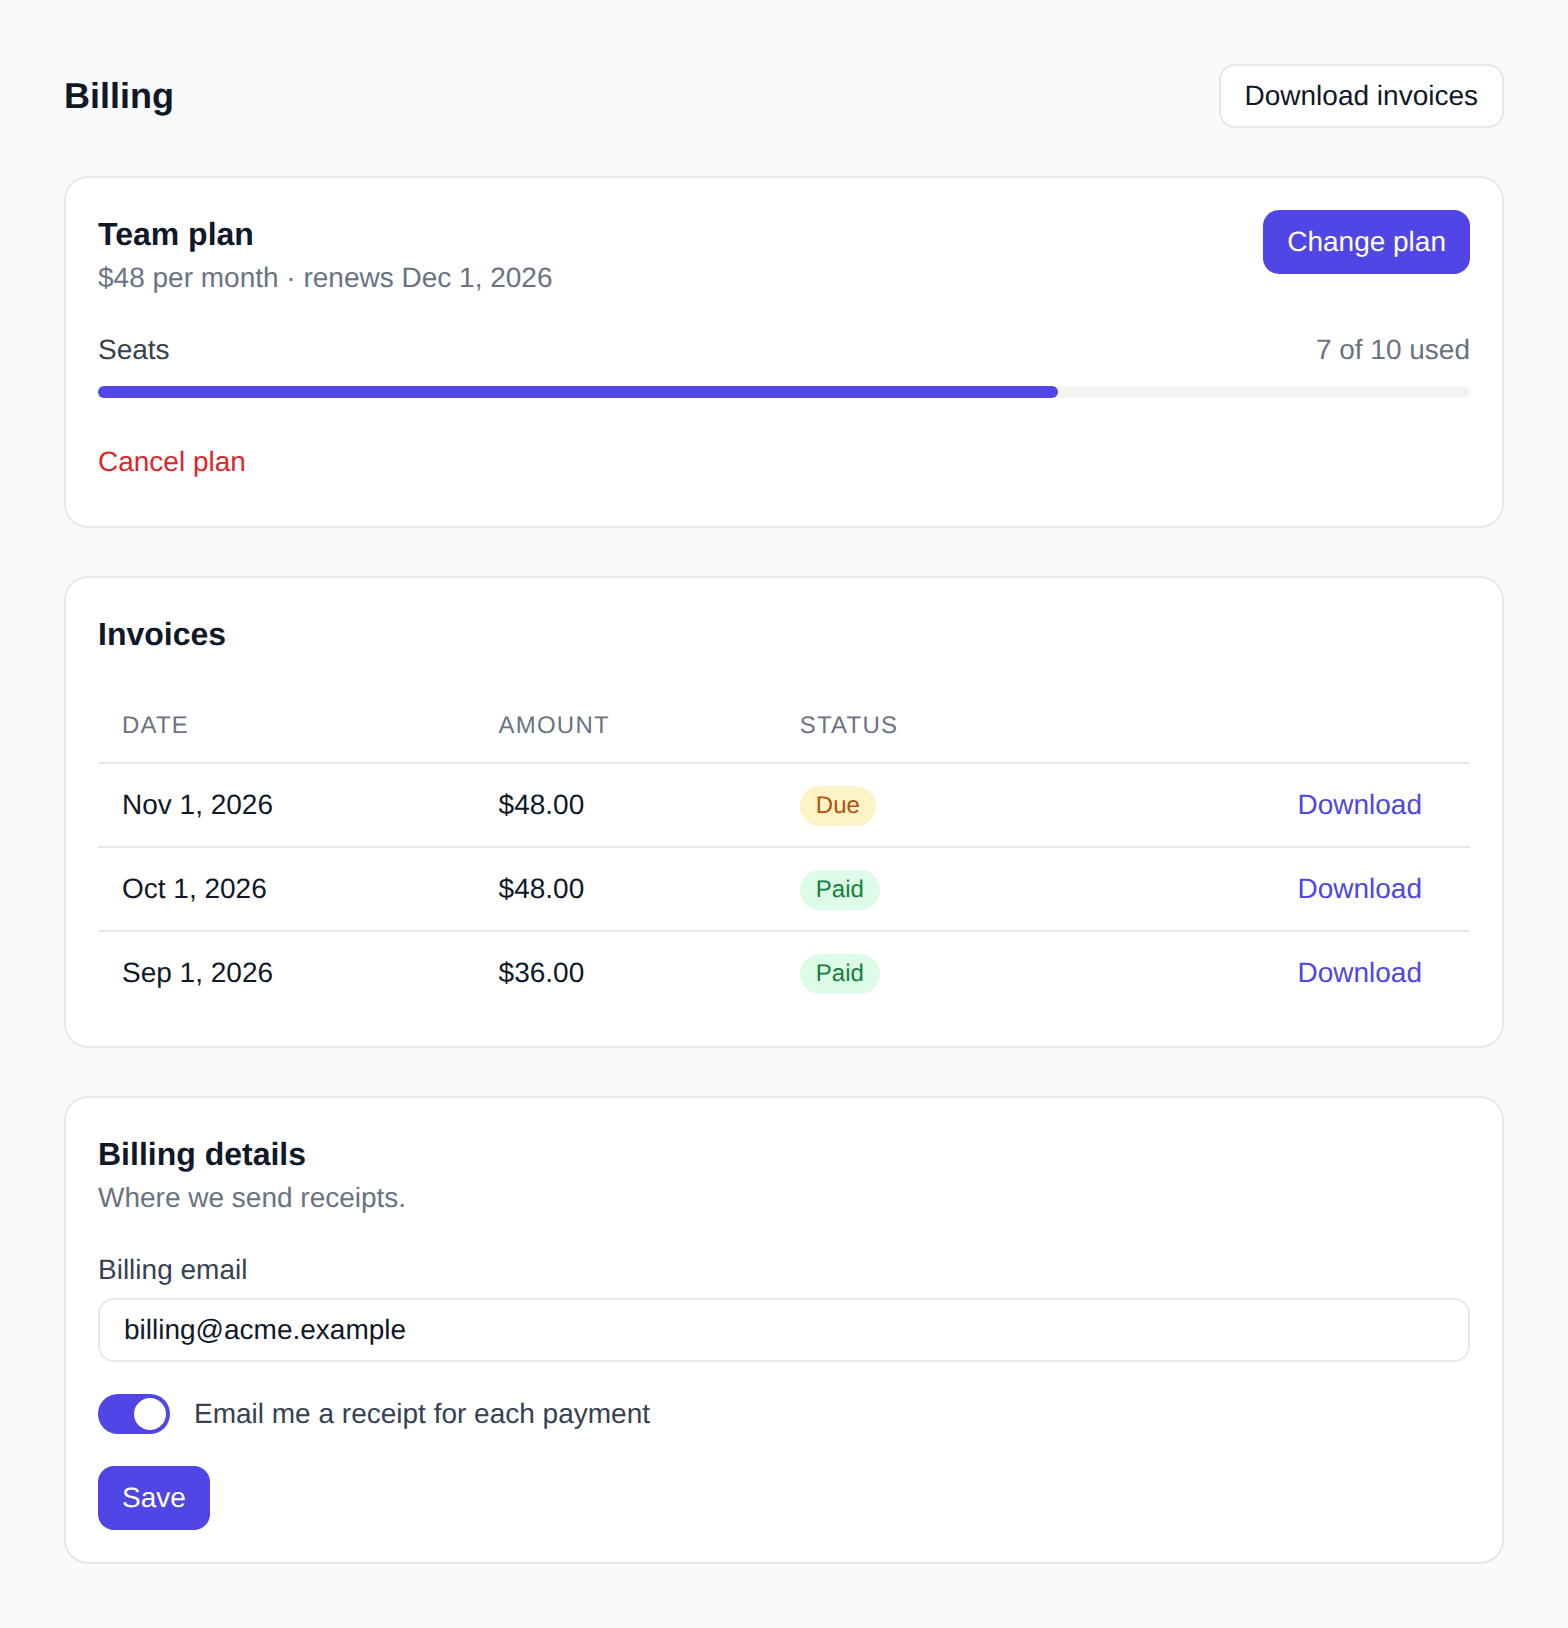 Billing
Download invoices
Team plan
Change plan
$48 per month · renews Dec 1, 2026
Seats
7 of 10 used
Cancel plan
Invoices
DATE AMOUNT STATUS
Nov 1, 2026 $48.00 Due Download
Oct 1, 2026 $48.00 Paid Download
Sep 1, 2026 $36.00 Paid Download
Billing details
Where we send receipts.
Billing email
billing@acme.example
Email me a receipt for each payment
Save